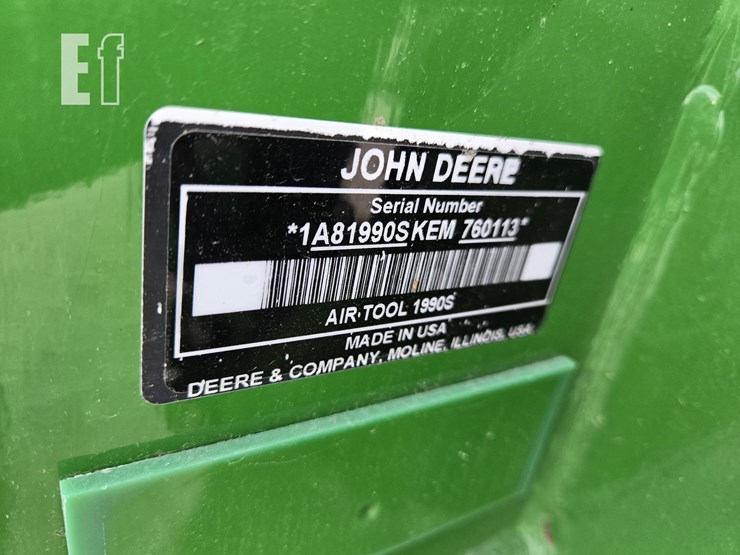 Ef
JOHN DEERE
Serial Number
*1A81990SKEM 760113*
AIR TOOL 1990S
MADE IN USA
DEERE & COMPANY, MOLINE, ILLINOIS, USA